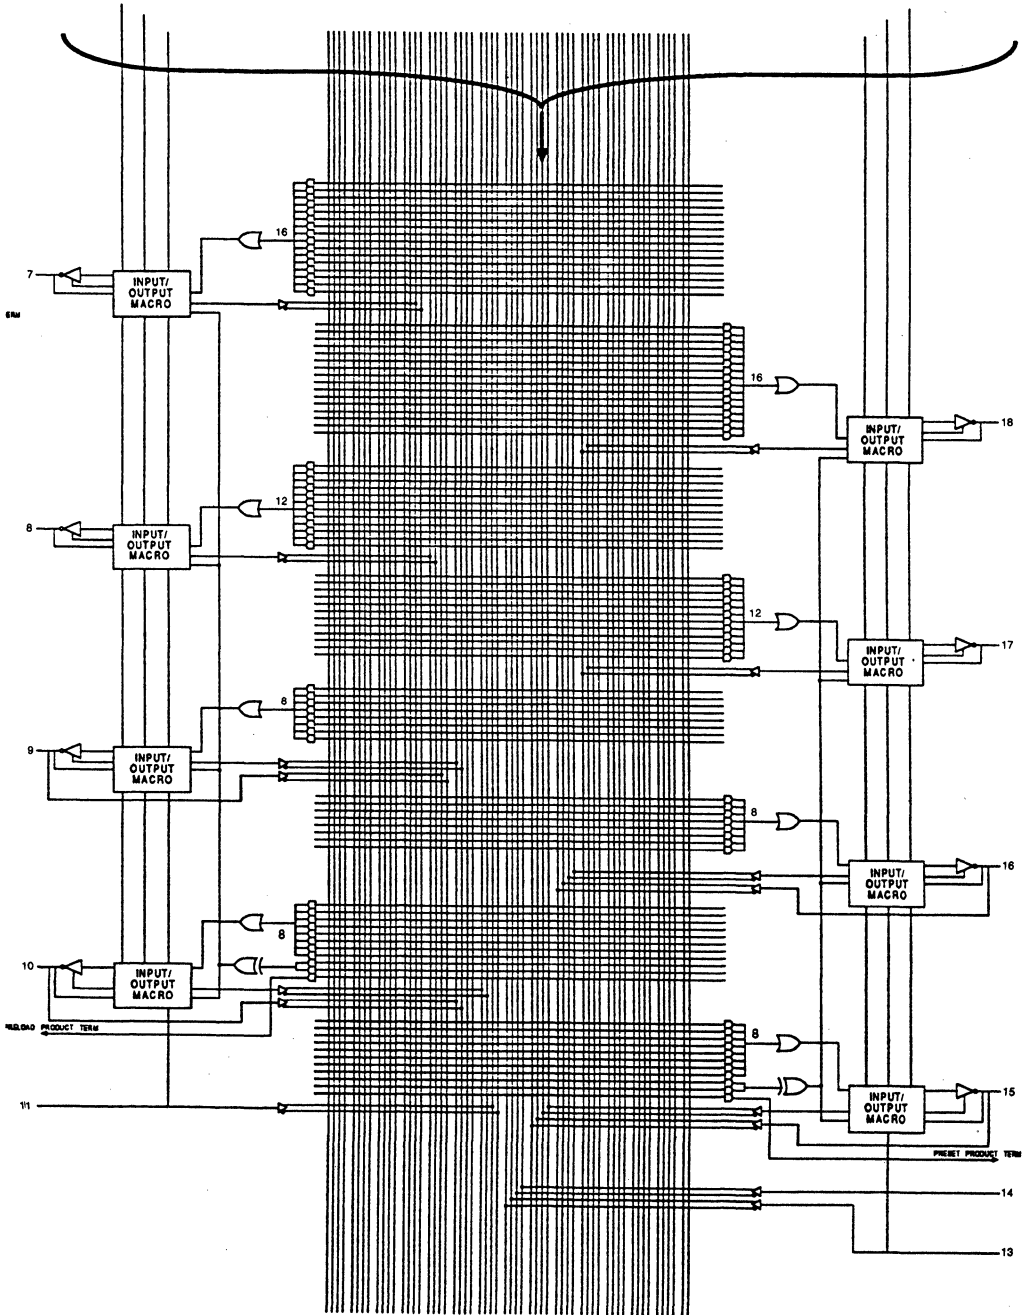 16
7
INPUT/
OUTPUT
MACRO
16
18
INPUT/
OUTPUT
MACRO
12
8
INPUT/
OUTPUT
MACRO
12
17
INPUT/
OUTPUT
MACRO
8
9
INPUT/
OUTPUT
MACRO
8
16
INPUT/
OUTPUT
MACRO
8
10
INPUT/
OUTPUT
MACRO
PRODUCT TERM
8
15
INPUT/
OUTPUT
MACRO
PRESET PRODUCT TERM
14
13